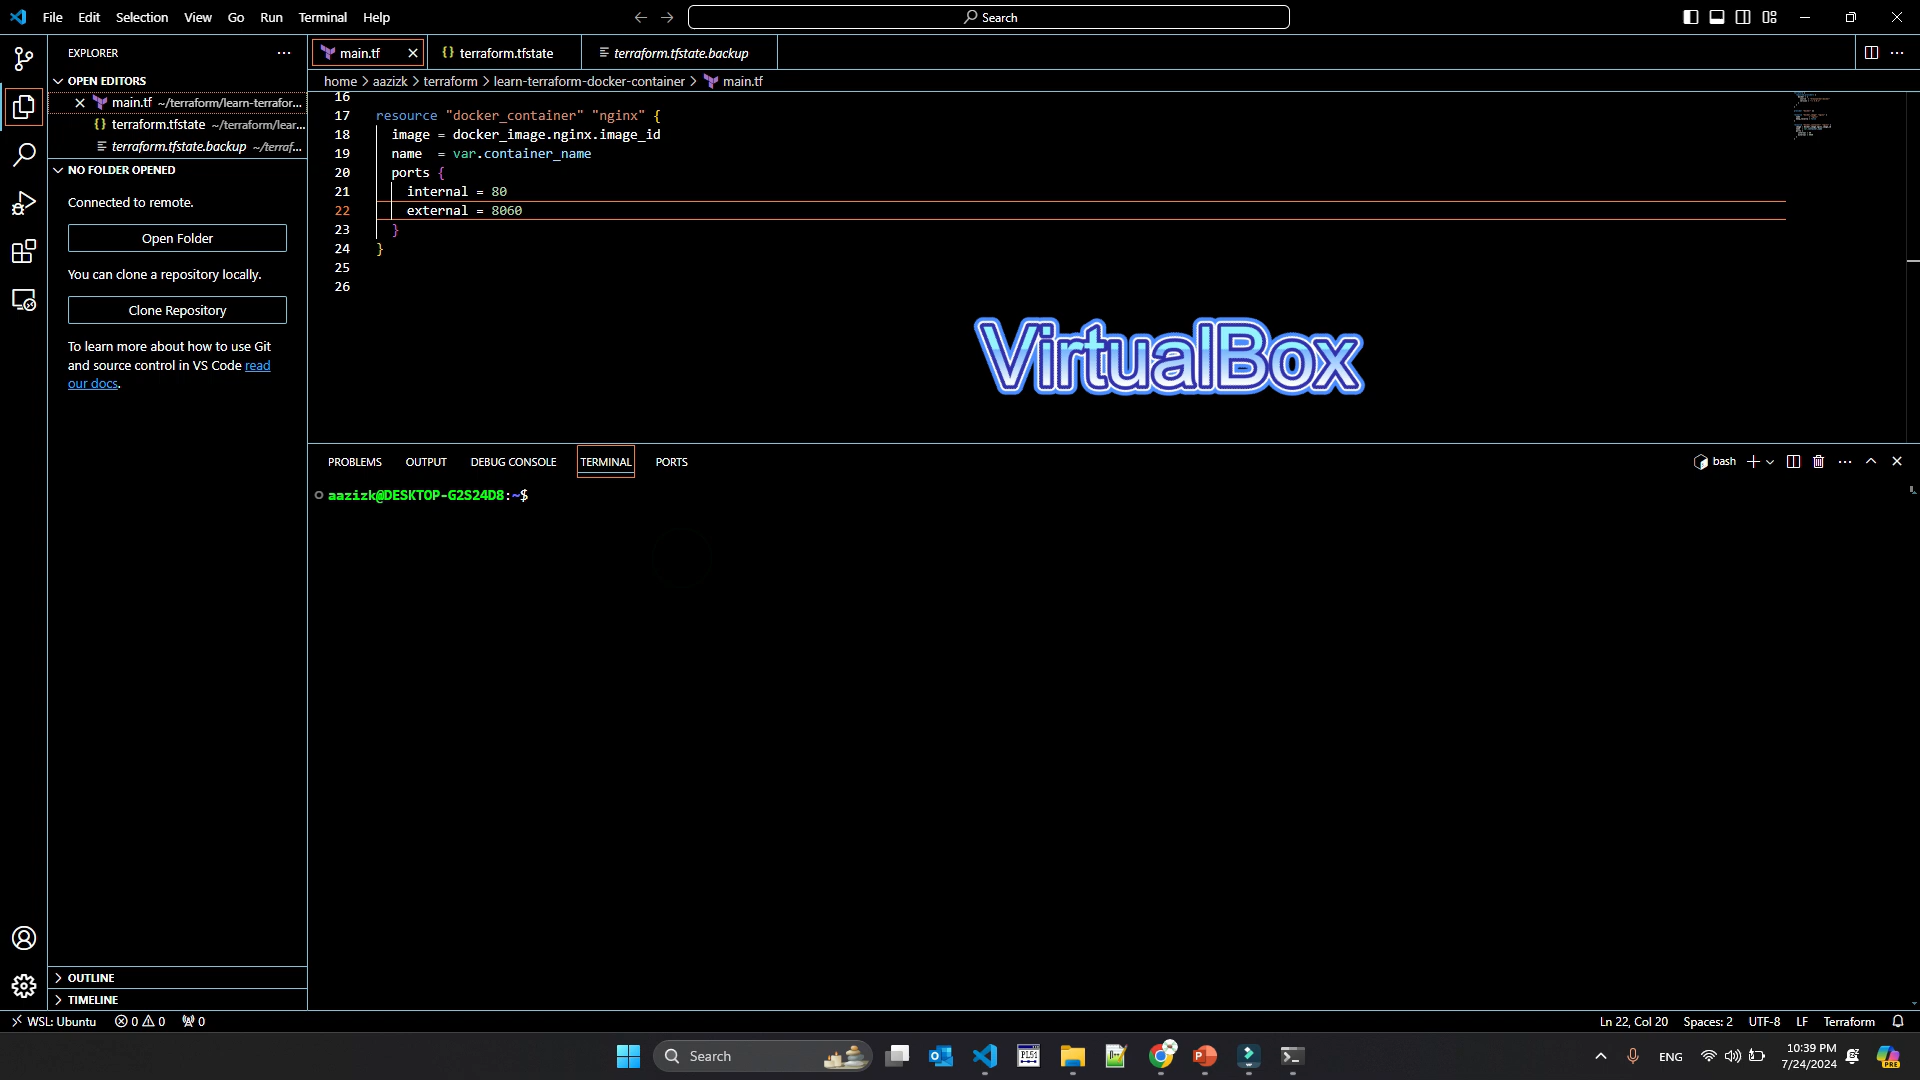 File Edit Selection View Go Run Terminal Help
Search
EXPLORER
OPEN EDITORS
main.tf ~/terraform/learn-terrafor...
terraform.tfstate ~/terraform/lear...
terraform.tfstate.backup ~/terraf...
NO FOLDER OPENED
Connected to remote.
Open Folder
You can clone a repository locally.
Clone Repository
To learn more about how to use Git
and source control in VS Code read
our docs.
OUTLINE
TIMELINE
main.tf
terraform.tfstate
terraform.tfstate.backup
home > aazizk > terraform > learn-terraform-docker-container > main.tf
16
17 resource "docker_container" "nginx" {
18 image = docker_image.nginx.image_id
19 name = var.container_name
20 ports {
21 internal = 80
22 external = 8060
23 }
24 }
25
26
VirtualBox
PROBLEMS OUTPUT DEBUG CONSOLE TERMINAL PORTS
bash
aazizk@DESKTOP-G2S24D8:~$
WSL: Ubuntu 0 0 0
Ln 22, Col 20 Spaces: 2 UTF-8 LF Terraform
Search
ENG
10:39 PM
7/24/2024